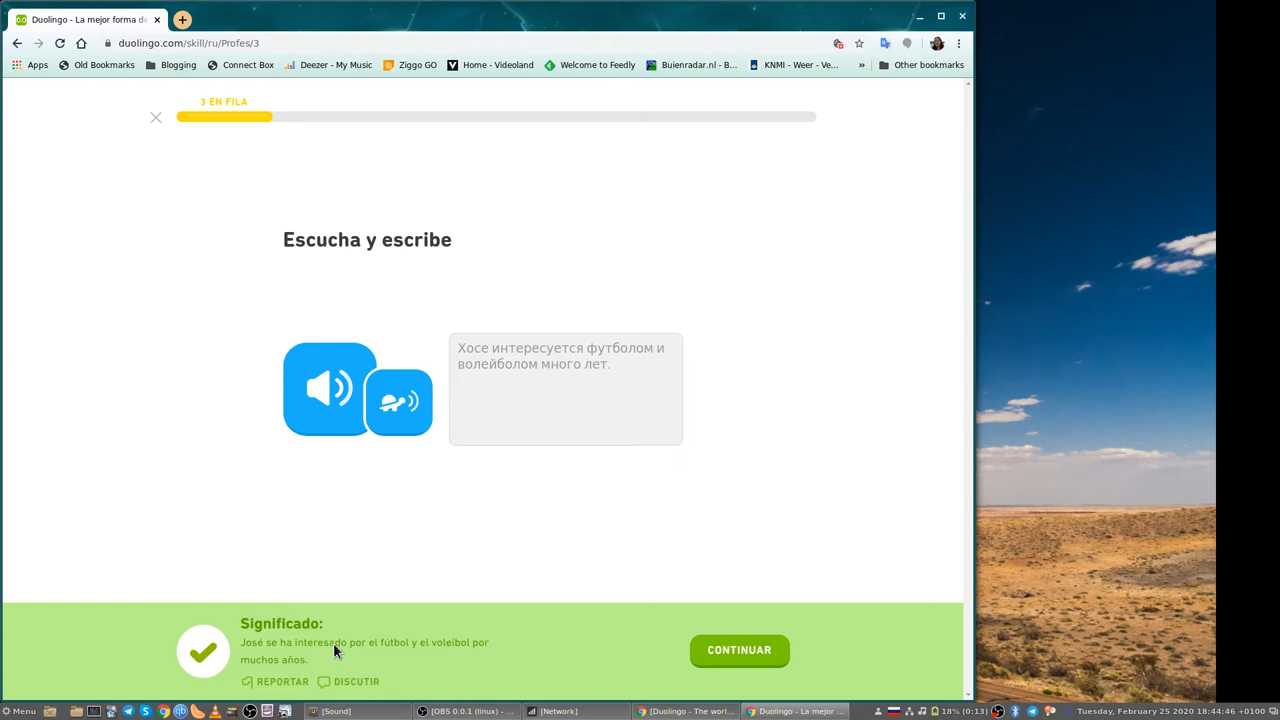 Duolingo - La mejor forma de
duolingo.com/skill/ru/Profes/3
Apps
Old Bookmarks
Blogging
Connect Box
Deezer - My Music
Ziggo GO
Home - Videoland
Welcome to Feedly
Buienradar.nl - B...
KNMI - Weer - Ve...
»
Other bookmarks
3 EN FILA
Escucha y escribe
Хосе интересуется футболом и
волейболом много лет.
Significado:
José se ha interesado por el fútbol y el voleibol por
muchos años.
CONTINUAR
REPORTAR
DISCUTIR
Menu
[Sound]
(OBS 0.0.1 (linux) - ...
[Network]
[Duolingo - The worl...
Duolingo - La mejor ...
18% (0:13)
Tuesday, February 25 2020 18:44:46 +0100